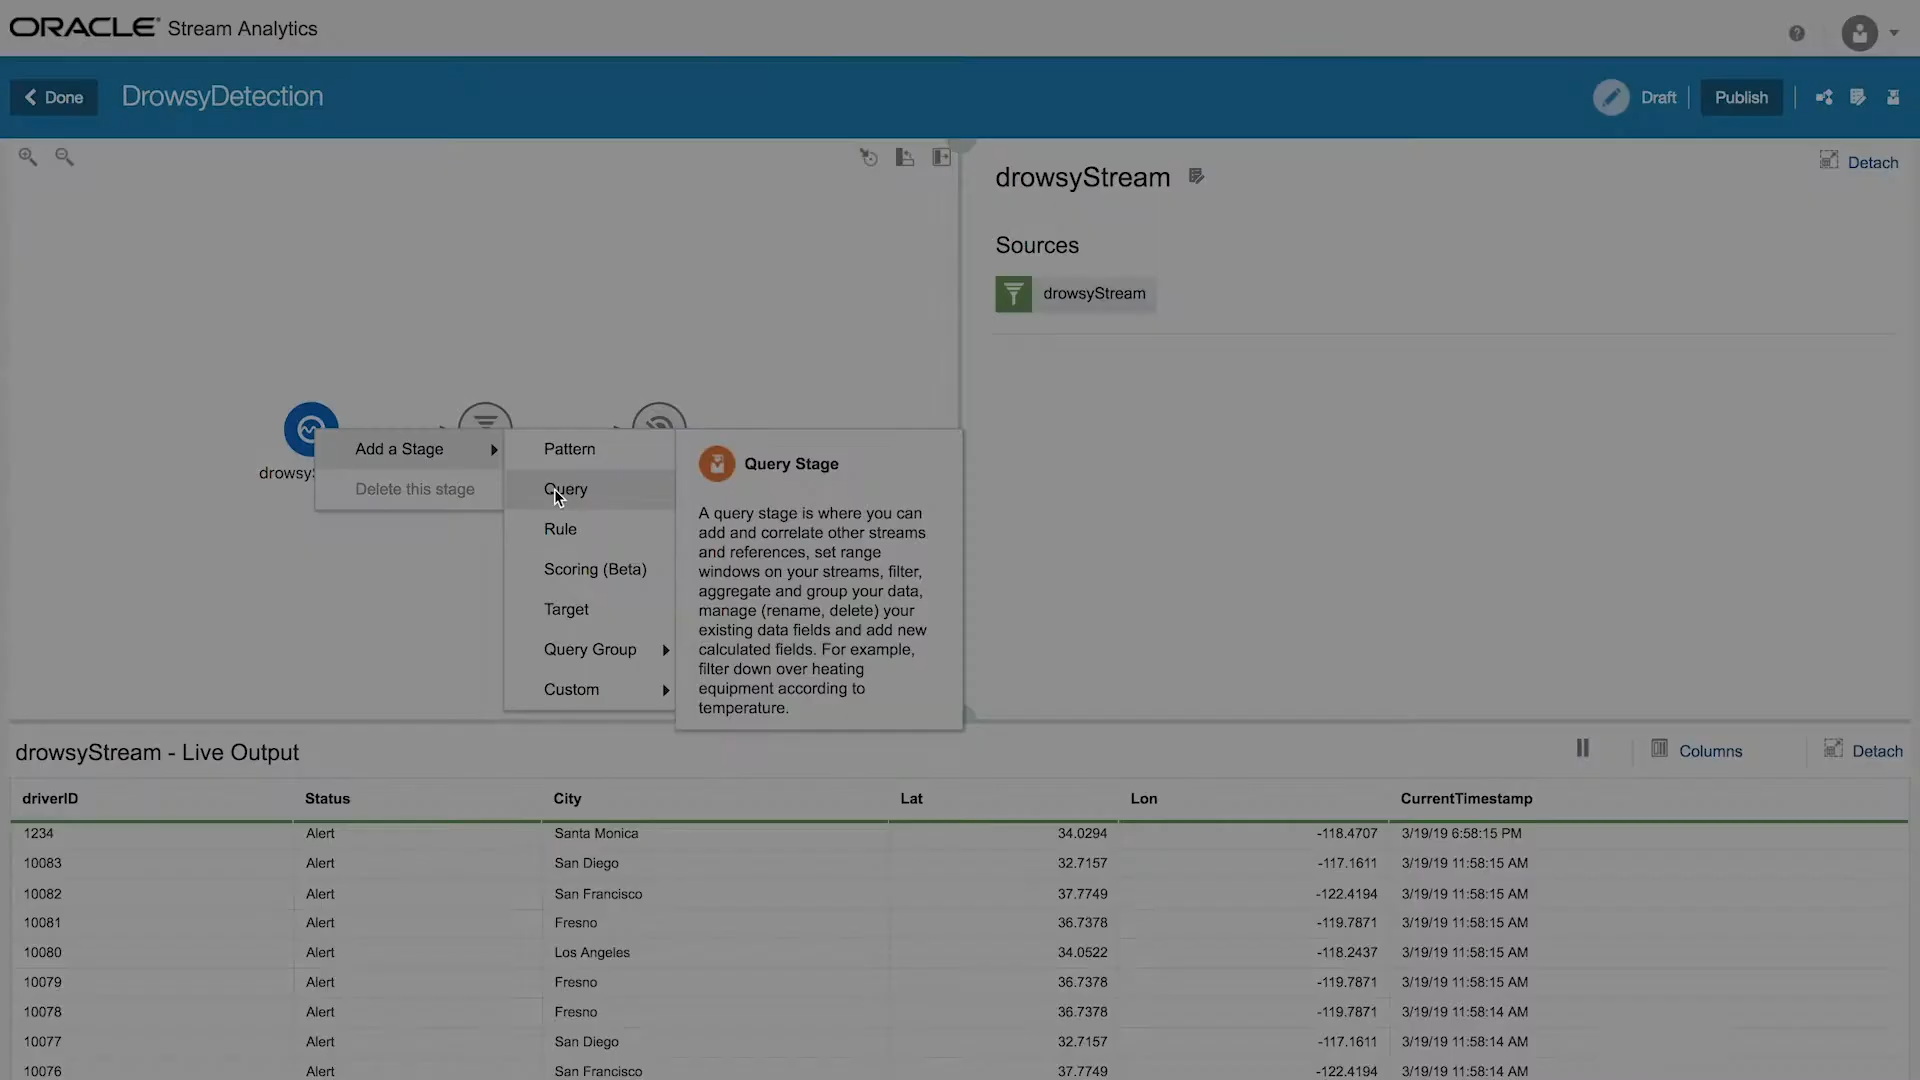 ORACLE Stream Analytics
Done
DrowsyDetection
Draft
Publish
drowsyStream
Detach
Sources
drowsyStream
drowsyS
Add a Stage
Delete this stage
Pattern
Query
Rule
Scoring (Beta)
Target
Query Group
Custom
Query Stage
A query stage is where you can
add and correlate other streams
and references, set range
windows on your streams, filter,
aggregate and group your data,
manage (rename, delete) your
existing data fields and add new
calculated fields. For example,
filter down over heating
equipment according to
temperature.
drowsyStream - Live Output
Columns
Detach
driverID Status City Lat Lon CurrentTimestamp
1234 Alert Santa Monica 34.0294 -118.4707 3/19/19 6:58:15 PM
10083 Alert San Diego 32.7157 -117.1611 3/19/19 11:58:15 AM
10082 Alert San Francisco 37.7749 -122.4194 3/19/19 11:58:15 AM
10081 Alert Fresno 36.7378 -119.7871 3/19/19 11:58:15 AM
10080 Alert Los Angeles 34.0522 -118.2437 3/19/19 11:58:15 AM
10079 Alert Fresno 36.7378 -119.7871 3/19/19 11:58:15 AM
10078 Alert Fresno 36.7378 -119.7871 3/19/19 11:58:14 AM
10077 Alert San Diego 32.7157 -117.1611 3/19/19 11:58:14 AM
10076 Alert San Francisco 37.7749 -122.4194 3/19/19 11:58:14 AM